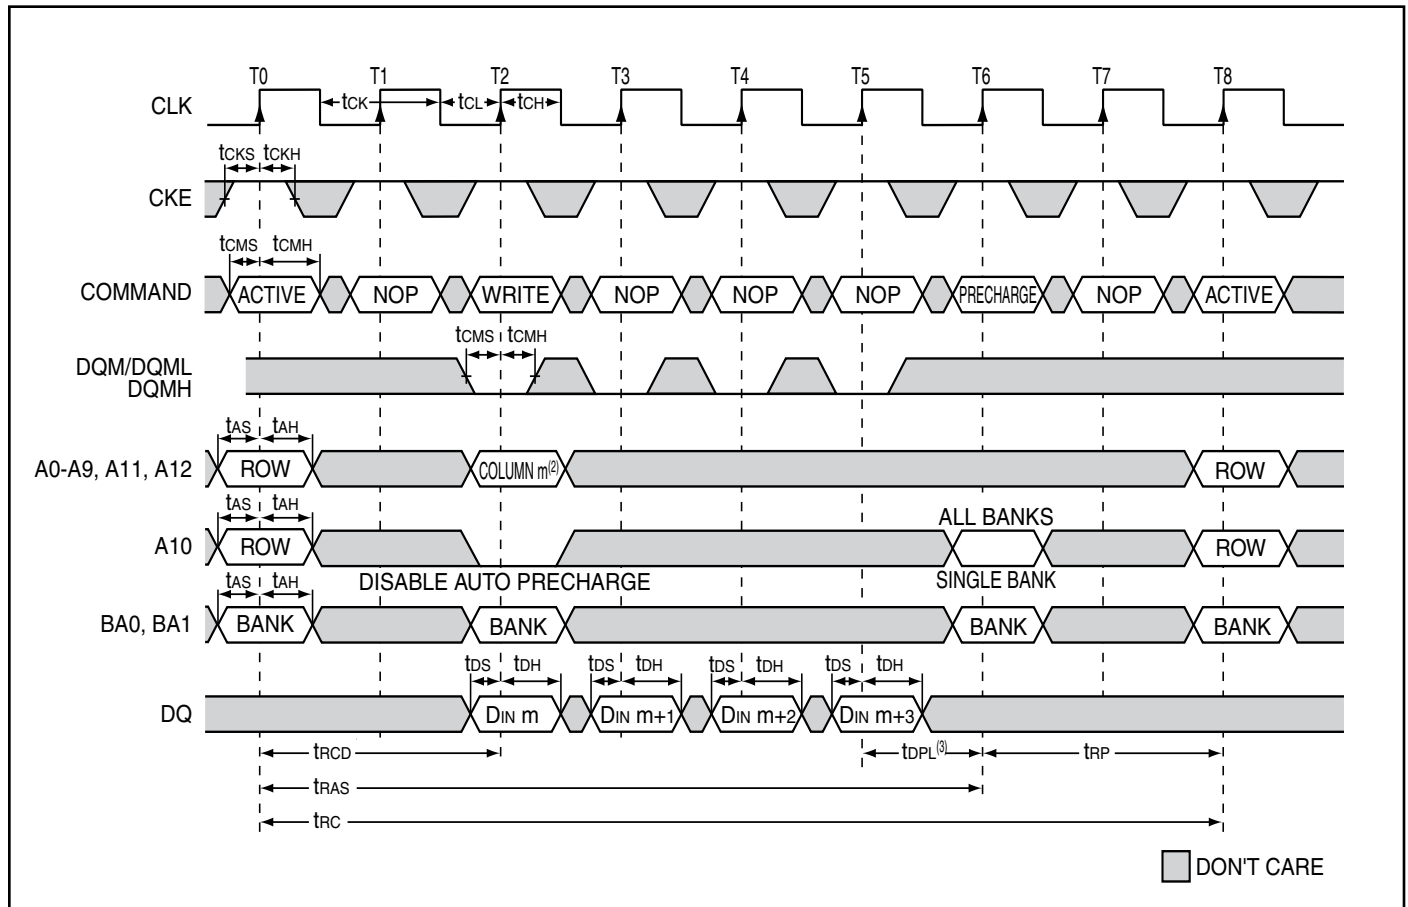 T0 T1 T2 T3 T4 T5 T6 T7 T8
CLK tCK tCL tCH
tCKS tCKH
CKE
tCMS tCMH
COMMAND ACTIVE NOP WRITE NOP NOP NOP PRECHARGE NOP ACTIVE
tCMS tCMH
DQM/DQML
DQMH
tAS tAH
A0-A9, A11, A12 ROW COLUMN m(2) ROW
tAS tAH
ALL BANKS
A10 ROW ROW
DISABLE AUTO PRECHARGE SINGLE BANK
tAS tAH
BA0, BA1 BANK BANK BANK BANK
tDS tDH tDS tDH tDS tDH tDS tDH
DQ DIN m DIN m+1 DIN m+2 DIN m+3
tRCD tDPL(3) tRP
tRAS
tRC
DON'T CARE